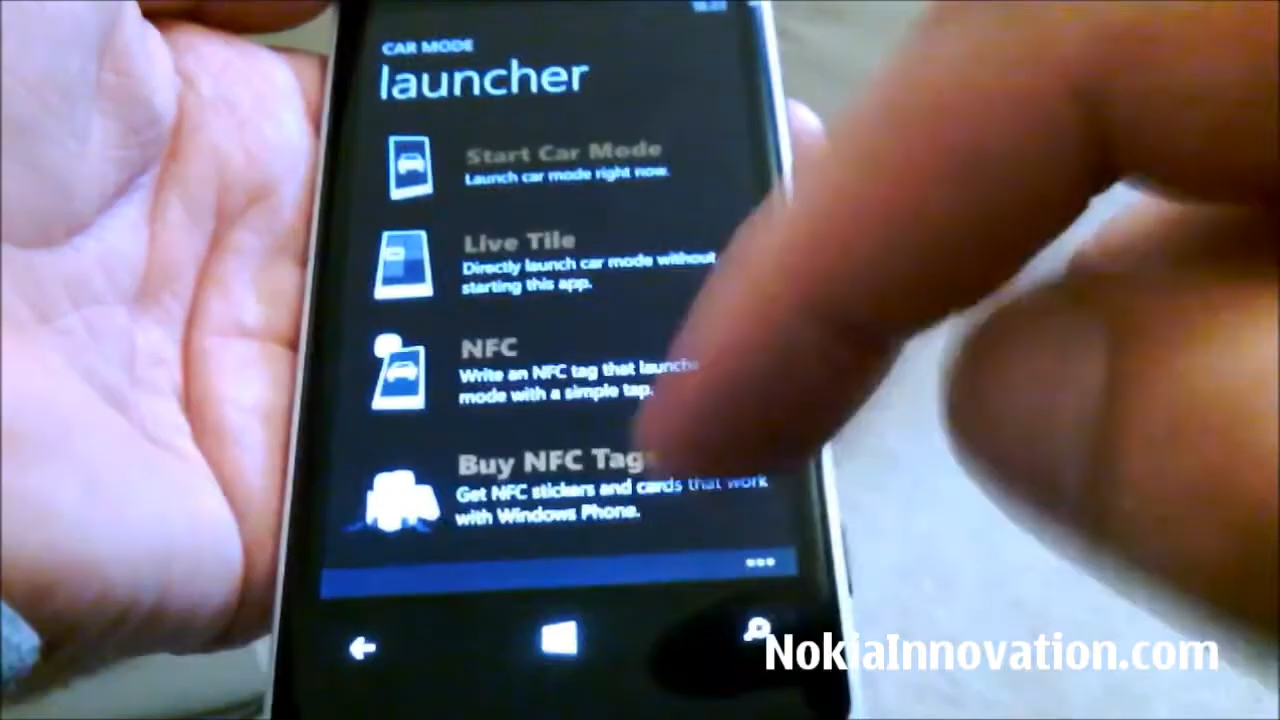 CAR MODE
launcher
Start Car Mode
Launch car mode right now.
Live Tile
Directly launch car mode without
starting this app.
NFC
Write an NFC tag that
mode with a simple tap.
Buy NFC Tags
Get NFC stickers and cards that work
with Windows Phone.
NokiaInnovation.com